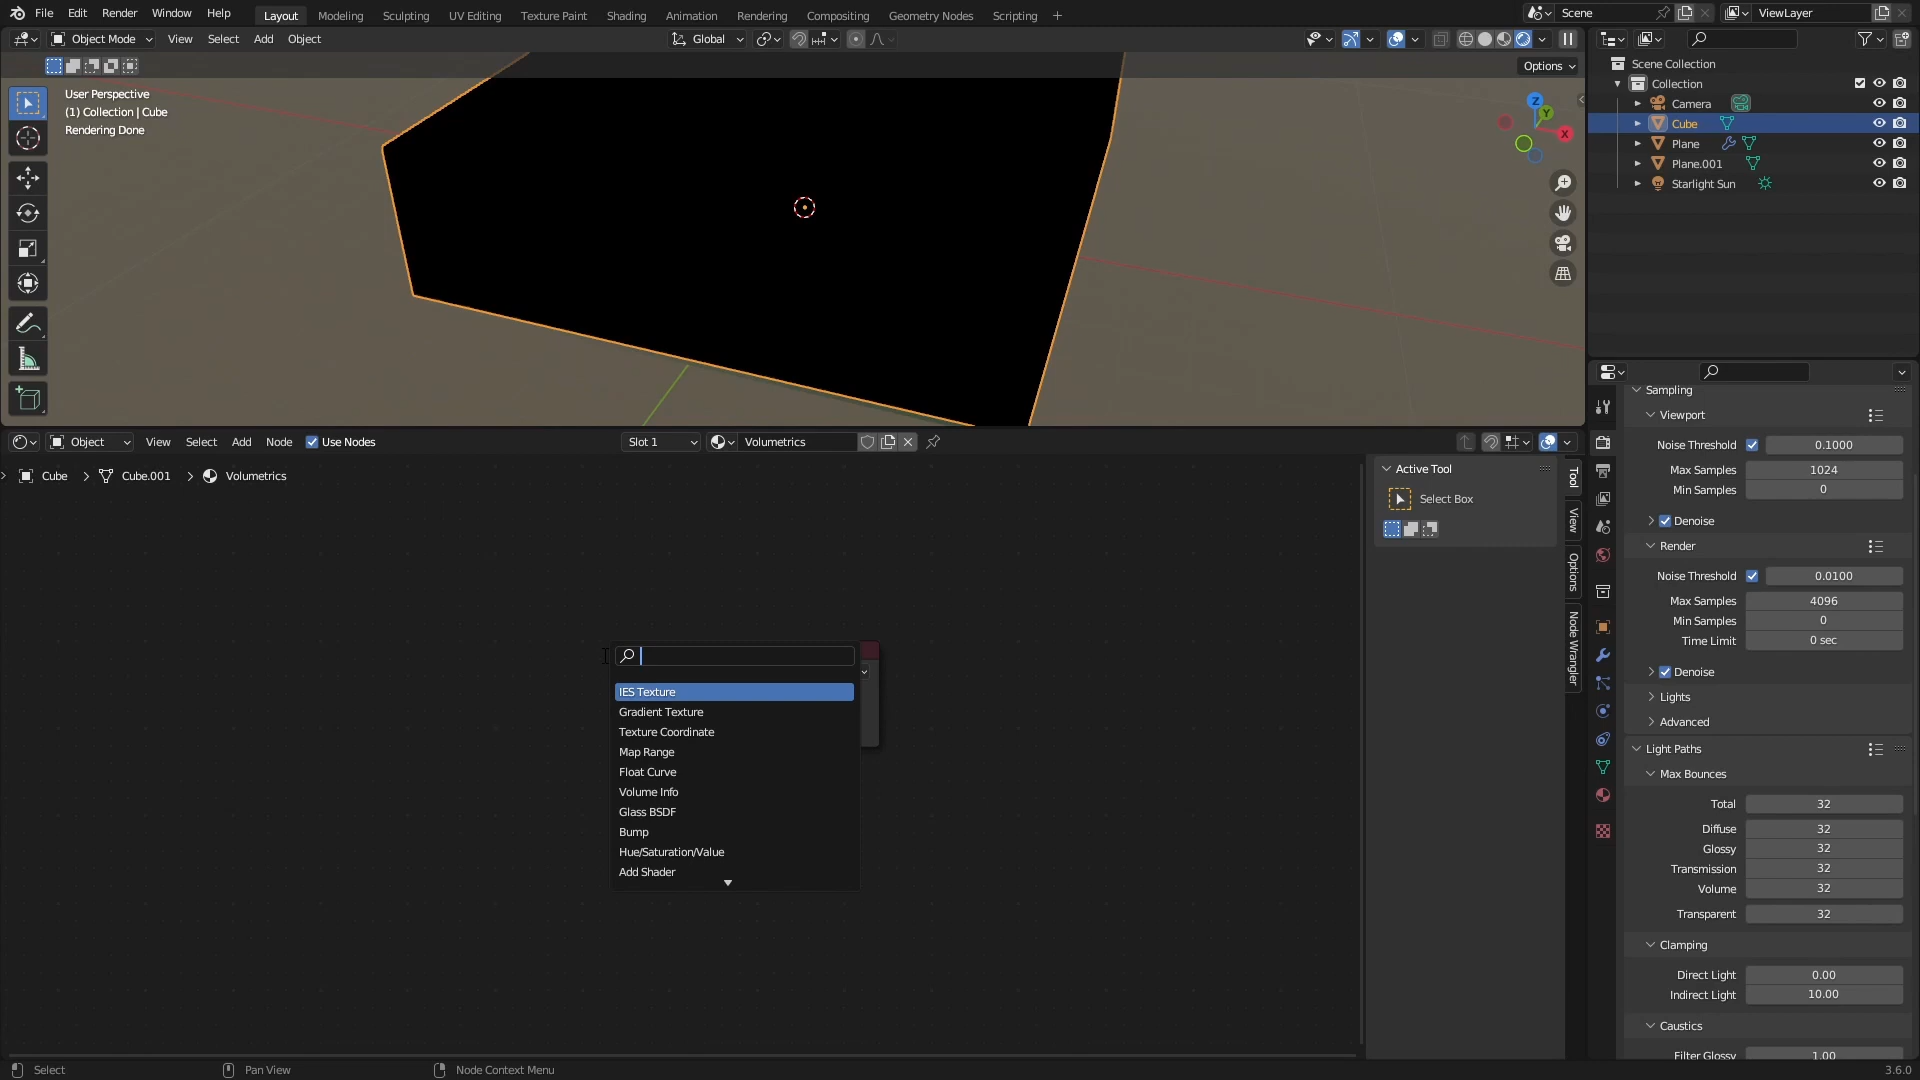 File Edit Render Window Help Layout Modeling Sculpting UV Editing Texture Paint Shading Animation Rendering Compositing Geometry Nodes Scripting + Scene ViewLayer
Object Mode View Select Add Object Global
Options
User Perspective
(1) Collection | Cube
Rendering Done
Z
Y
X
Scene Collection
Collection
Camera
Cube
Plane
Plane.001
Starlight Sun
Object View Select Add Node Use Nodes Slot 1 Volumetrics
Cube > Cube.001 > Volumetrics
IES Texture
Gradient Texture
Texture Coordinate
Map Range
Float Curve
Volume Info
Glass BSDF
Bump
Hue/Saturation/Value
Add Shader
Active Tool
Select Box
Tool
View
Options
Node Wrangler
Sampling
Viewport
Noise Threshold 0.1000
Max Samples 1024
Min Samples 0
Denoise
Render
Noise Threshold 0.0100
Max Samples 4096
Min Samples 0
Time Limit 0 sec
Denoise
Lights
Advanced
Light Paths
Max Bounces
Total 32
Diffuse 32
Glossy 32
Transmission 32
Volume 32
Transparent 32
Clamping
Direct Light 0.00
Indirect Light 10.00
Caustics
Filter Glossy 1.00
Select Pan View Node Context Menu 3.6.0